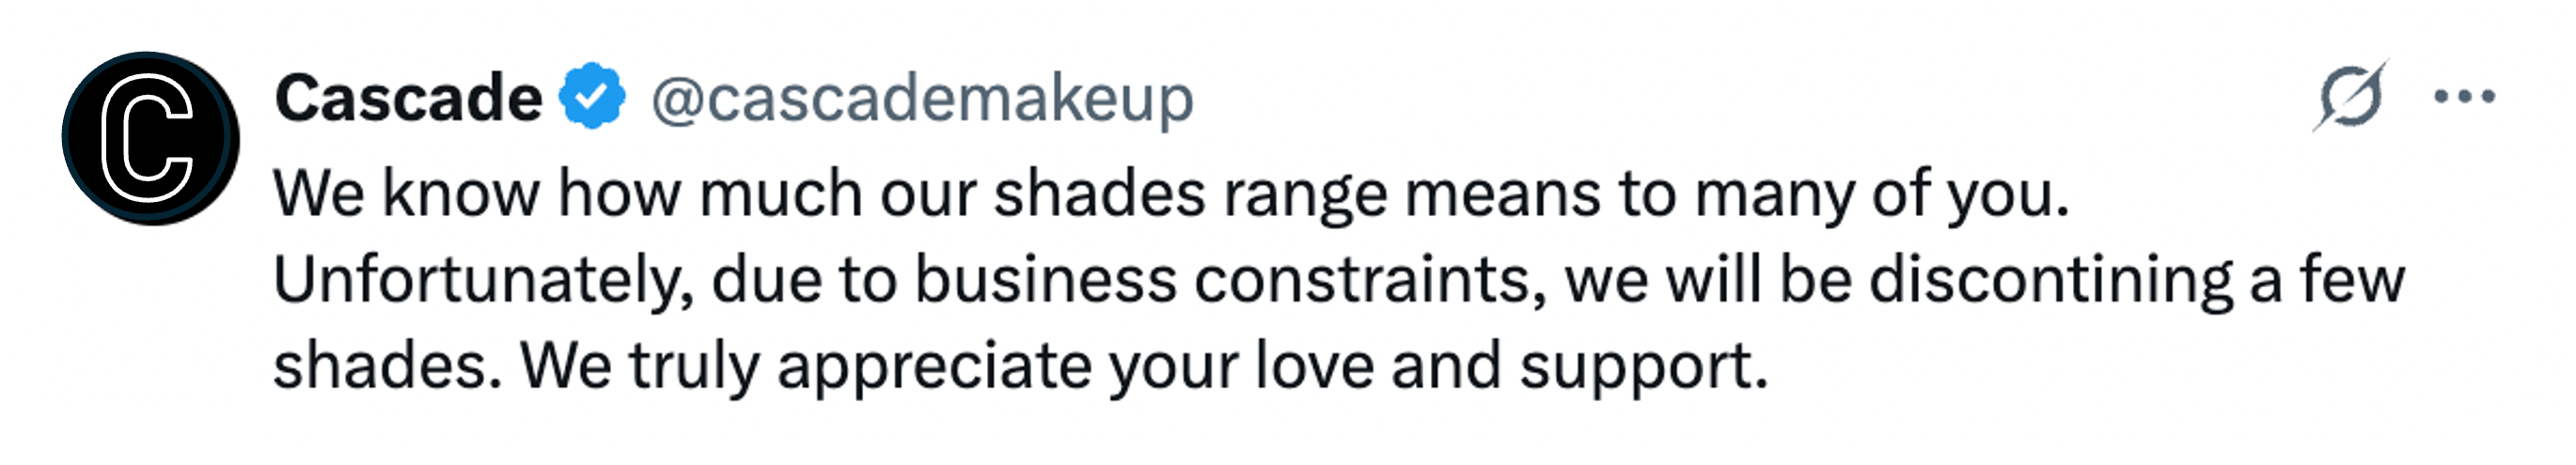 C
Cascade @cascademakeup
We know how much our shades range means to many of you.
Unfortunately, due to business constraints, we will be discontining a few
shades. We truly appreciate your love and support.